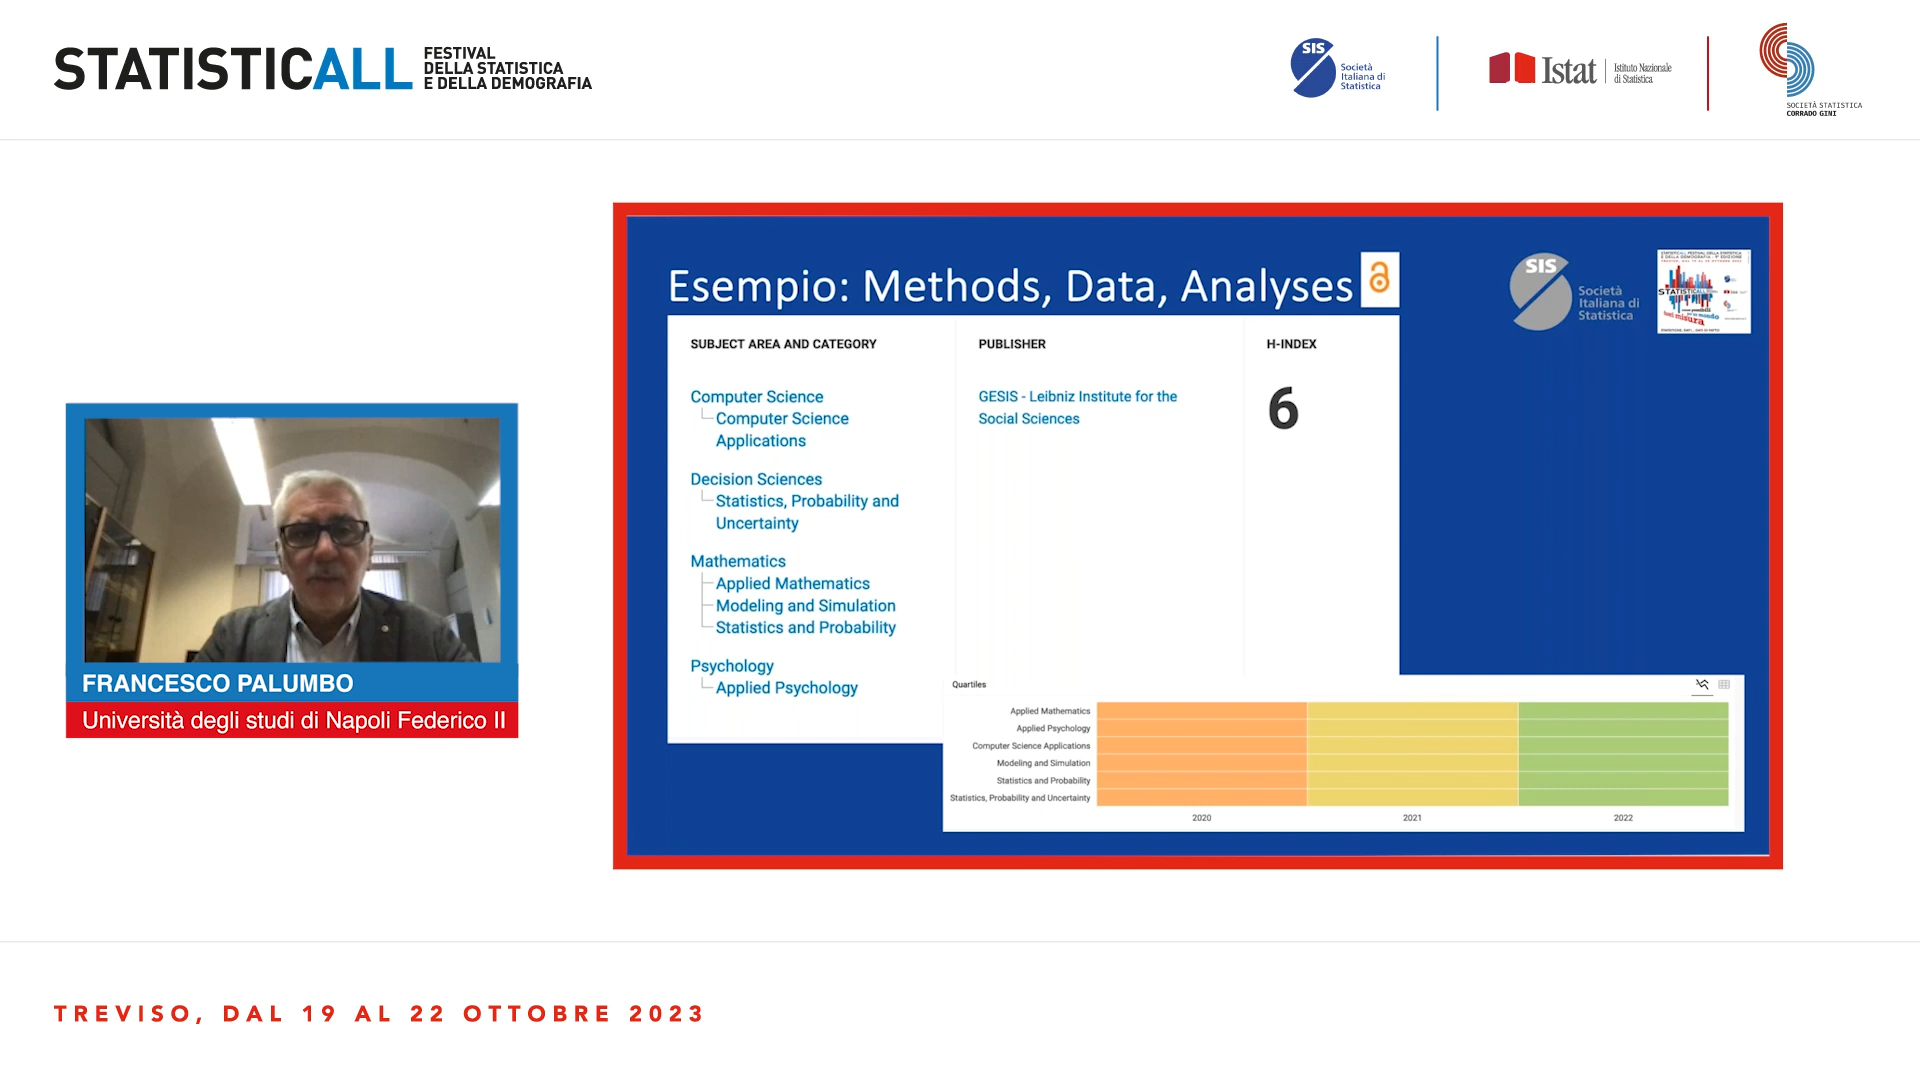 STATISTICALL
FESTIVAL
DELLA STATISTICA
E DELLA DEMOGRAFIA
SIS
Società
Italiana di
Statistica
Istat
Istituto Nazionale
di Statistica
SOCIETÀ STATISTICA
CORRADO GINI
Esempio: Methods, Data, Analyses
SIS
Società
Italiana di
Statistica
STATISTICALL
SUBJECT AREA AND CATEGORY
Computer Science
Computer Science
Applications
Decision Sciences
Statistics, Probability and
Uncertainty
Mathematics
Applied Mathematics
Modeling and Simulation
Statistics and Probability
Psychology
Applied Psychology
PUBLISHER
GESIS - Leibniz Institute for the
Social Sciences
H-INDEX
6
Quartiles
Applied Mathematics
Applied Psychology
Computer Science Applications
Modeling and Simulation
Statistics and Probability
Statistics, Probability and Uncertainty
2020
2021
2022
FRANCESCO PALUMBO
Università degli studi di Napoli Federico II
TREVISO, DAL 19 AL 22 OTTOBRE 2023